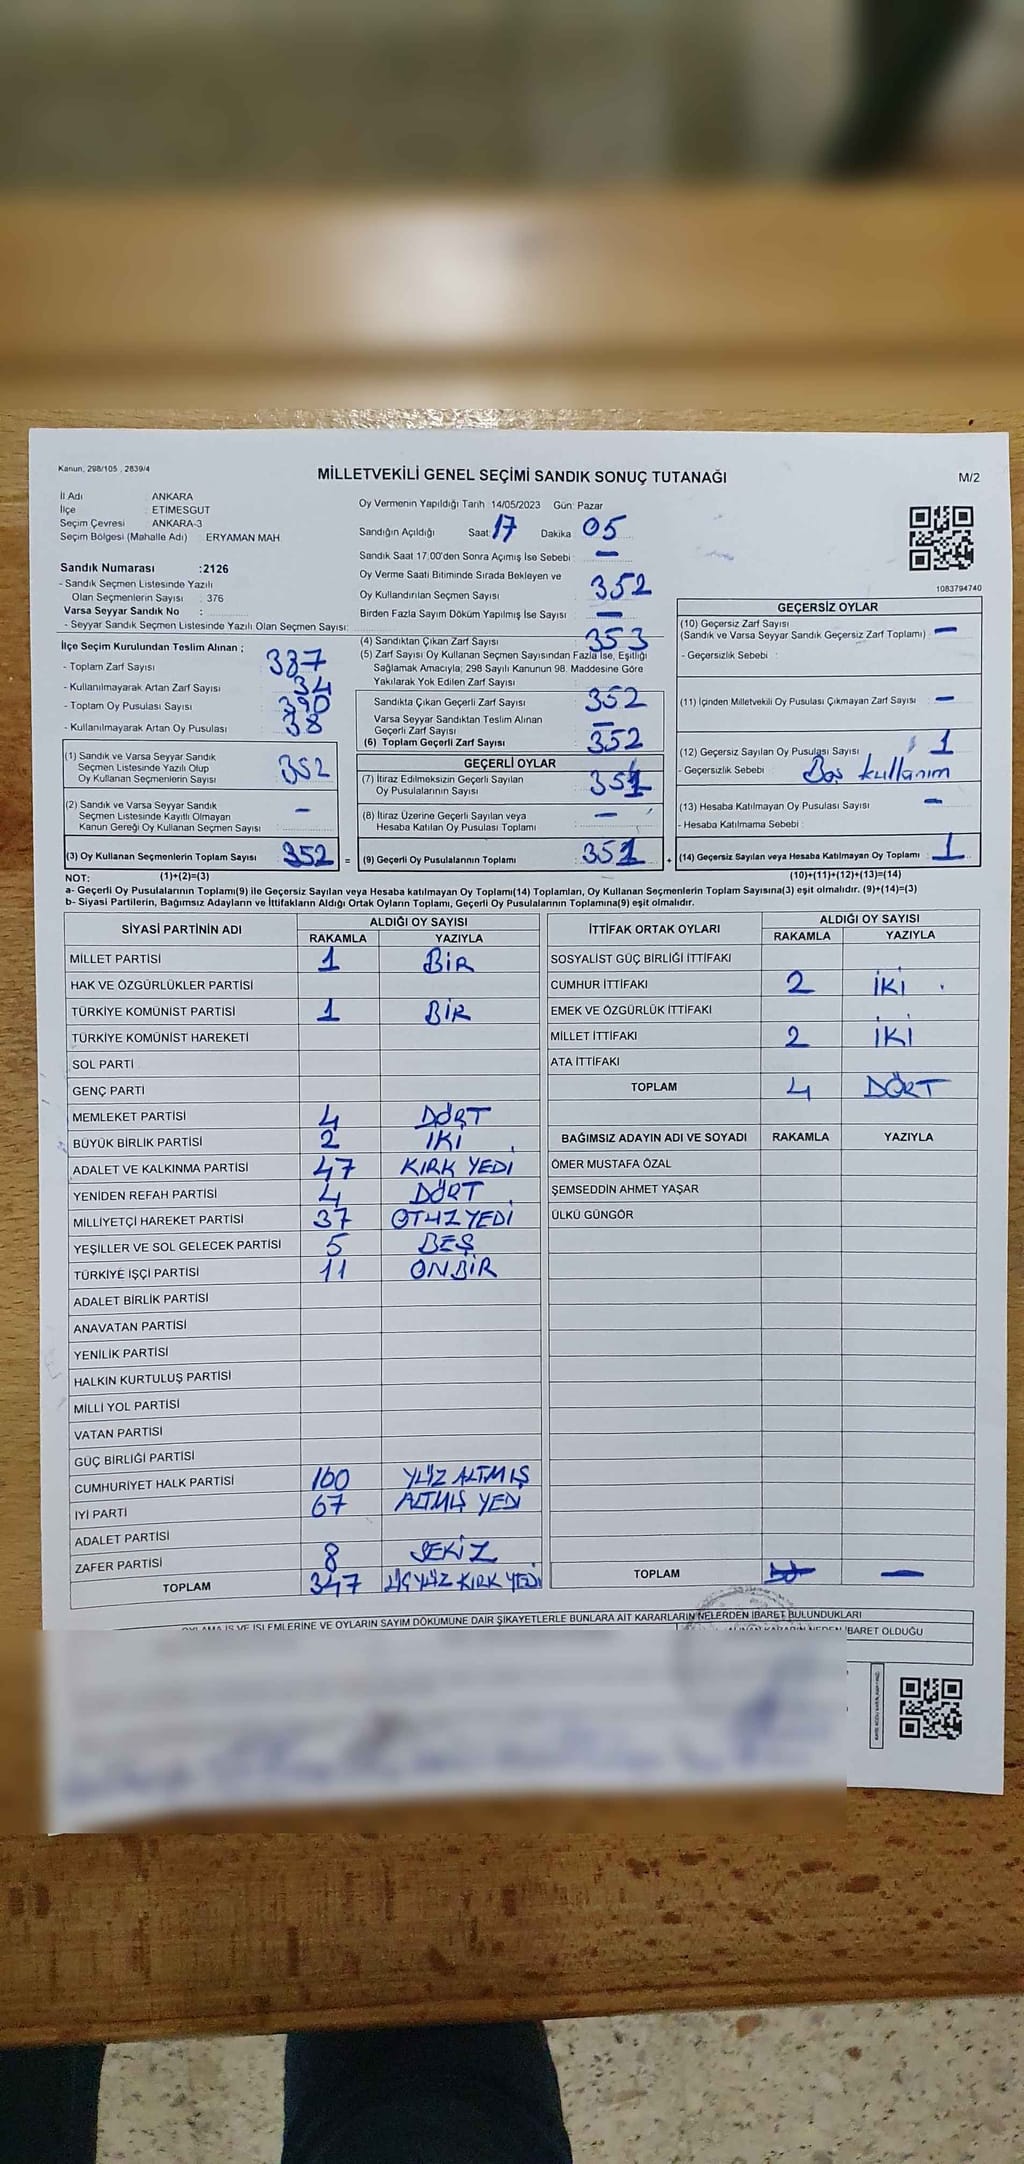 Kanun, 298/105 , 2839/4
MİLLETVEKİLİ GENEL SEÇİMİ SANDIK SONUÇ TUTANAĞI
M/2
İl Adı ANKARA
İlçe : ETIMESGUT
Seçim Çevresi ANKARA-3
Seçim Bölgesi (Mahalle Adı) ERYAMAN MAH
Sandık Numarası :2126
- Sandık Seçmen Listesinde Yazılı
Olan Seçmenlerin Sayısı : 376
Varsa Seyyar Sandık No :
- Seyyar Sandık Seçmen Listesinde Yazılı Olan Seçmen Sayısı:
İlçe Seçim Kurulundan Teslim Alınan ;
- Toplam Zarf Sayısı 387
- Kullanılmayarak Artan Zarf Sayısı 34
- Toplam Oy Pusulası Sayısı 390
- Kullanılmayarak Artan Oy Pusulası 38
(1) Sandık ve Varsa Seyyar Sandık
Seçmen Listesinde Yazılı Olup
Oy Kullanan Seçmenlerin Sayısı 352
(2) Sandık ve Varsa Seyyar Sandık
Seçmen Listesinde Kayıtlı Olmayan
Kanun Gereği Oy Kullanan Seçmen Sayısı : –
(3) Oy Kullanan Seçmenlerin Toplam Sayısı 352 =
Oy Vermenin Yapıldığı Tarih 14/05/2023 Gün: Pazar
Sandığın Açıldığı Saat: 17 Dakika 05
Sandık Saat 17.00'den Sonra Açımış İse Sebebi : –
Oy Verme Saati Bitiminde Sırada Bekleyen ve
Oy Kullandırılan Seçmen Sayısı : 352
Birden Fazla Sayım Döküm Yapılmış İse Sayısı –
(4) Sandıktan Çıkan Zarf Sayısı 353
(5) Zarf Sayısı Oy Kullanan Seçmen Sayısından Fazla İse, Eşitliği
Sağlamak Amacıyla; 298 Sayılı Kanunun 98. Maddesine Göre
Yakılarak Yok Edilen Zarf Sayısı
Sandıkta Çıkan Geçerli Zarf Sayısı 352
Varsa Seyyar Sandıktan Teslim Alınan
Geçerli Zarf Sayısı : –
(6) Toplam Geçerli Zarf Sayısı 352
GEÇERLİ OYLAR
(7) İtiraz Edilmeksizin Geçerli Sayılan
Oy Pusulalarının Sayısı 351
(8) İtiraz Üzerine Geçerli Sayılan veya
Hesaba Katılan Oy Pusulası Toplamı –
(9) Geçerli Oy Pusulalarının Toplamı : 351 +
1083794740
GEÇERSİZ OYLAR
(10) Geçersiz Zarf Sayısı
(Sandık ve Varsa Seyyar Sandık Geçersiz Zarf Toplamı) –
- Geçersizlik Sebebi :
(11) İçinden Milletvekili Oy Pusulası Çıkmayan Zarf Sayısı –
(12) Geçersiz Sayılan Oy Pusulası Sayısı 1
- Geçersizlik Sebebi Boş kullanım
(13) Hesaba Katılmayan Oy Pusulası Sayısı –
- Hesaba Katılmama Sebebi :
(14) Geçersiz Sayılan veya Hesaba Katılmayan Oy Toplamı 1
NOT: (1)+(2)=(3) (10)+(11)+(12)+(13)=(14)
a- Geçerli Oy Pusulalarının Toplamı(9) ile Geçersiz Sayılan veya Hesaba katılmayan Oy Toplamı(14) Toplamları, Oy Kullanan Seçmenlerin Toplam Sayısına(3) eşit olmalıdır. (9)+(14)=(3)
b- Siyasi Partilerin, Bağımsız Adayların ve İttifakların Aldığı Ortak Oyların Toplamı, Geçerli Oy Pusulalarının Toplamına(9) eşit olmalıdır.
SİYASİ PARTİNİN ADI ALDIĞI OY SAYISI
RAKAMLA YAZIYLA
MİLLET PARTİSİ 1 BİR
HAK VE ÖZGÜRLÜKLER PARTİSİ
TÜRKİYE KOMÜNİST PARTİSİ 1 BİR
TÜRKİYE KOMÜNİST HAREKETİ
SOL PARTİ
GENÇ PARTİ
MEMLEKET PARTİSİ 4 DÖRT
BÜYÜK BİRLİK PARTİSİ 2 İKİ
ADALET VE KALKINMA PARTİSİ 47 KIRK YEDİ
YENİDEN REFAH PARTİSİ 4 DÖRT
MİLLİYETÇİ HAREKET PARTİSİ 37 OTUZ YEDİ
YEŞİLLER VE SOL GELECEK PARTİSİ 5 BEŞ
TÜRKİYE İŞÇİ PARTİSİ 11 ONBİR
ADALET BİRLİK PARTİSİ
ANAVATAN PARTİSİ
YENİLİK PARTİSİ
HALKIN KURTULUŞ PARTİSİ
MİLLİ YOL PARTİSİ
VATAN PARTİSİ
GÜÇ BİRLİĞİ PARTİSİ
CUMHURİYET HALK PARTİSİ 160 YÜZ ALTMIŞ
İYİ PARTİ 67 ALTMIŞ YEDİ
ADALET PARTİSİ
ZAFER PARTİSİ 8 SEKİZ
TOPLAM 347 ÜÇ YÜZ KIRK YEDİ
İTTİFAK ORTAK OYLARI ALDIĞI OY SAYISI
RAKAMLA YAZIYLA
SOSYALİST GÜÇ BİRLİĞİ İTTİFAKI
CUMHUR İTTİFAKI 2 İKİ
EMEK VE ÖZGÜRLÜK İTTİFAKI
MİLLET İTTİFAKI 2 İKİ
ATA İTTİFAKI
TOPLAM 4 DÖRT
BAĞIMSIZ ADAYIN ADI VE SOYADI RAKAMLA YAZIYLA
ÖMER MUSTAFA ÖZAL
ŞEMSEDDİN AHMET YAŞAR
ÜLKÜ GÜNGÖR
TOPLAM –
İŞLEMLERİNE VE OYLARIN SAYIM DÖKÜMÜNE DAİR ŞİKAYETLERLE BUNLARA AİT KARARLARIN NELERDEN İBARET BULUNDUKLARI
ALINAN KARARIN NEDEN İBARET OLDUĞU